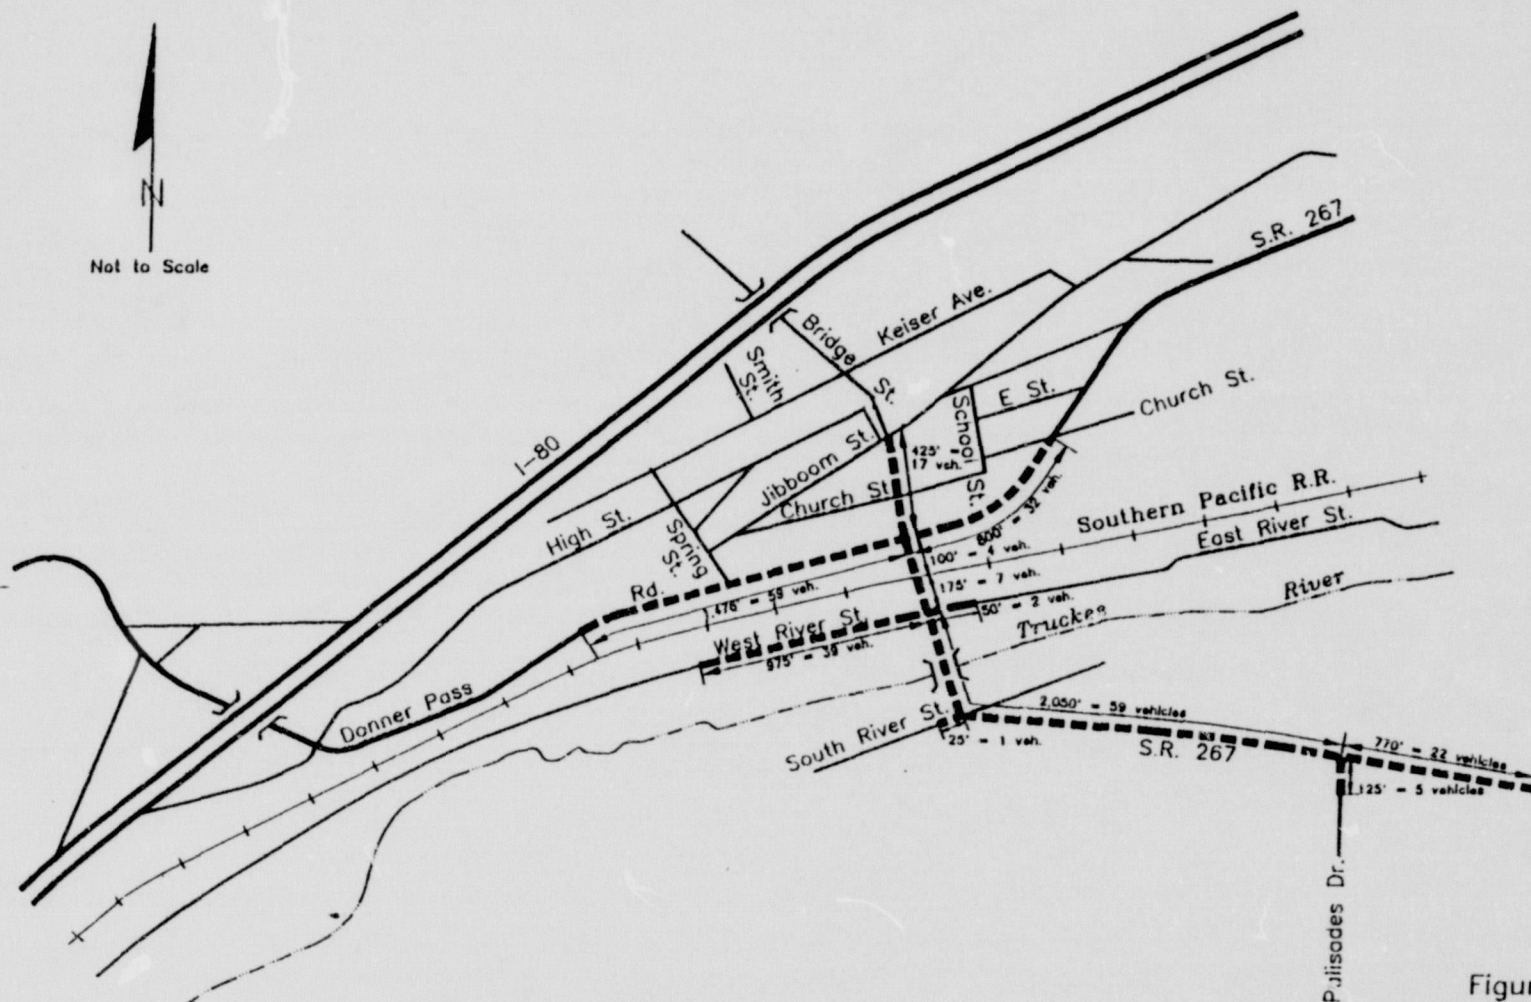 N
Not to Scale
S.R. 267
Keiser Ave.
Bridge
St.
Smith
St.
E St.
School
St.
Church St.
I-80
425' =
17 veh.
Jibboom St.
Church St.
High St.
Spring
St.
800' = 32 veh.
Southern Pacific R.R.
East River St.
100' = 4 veh.
175' = 7 veh.
Rd.
,475' = 59 veh.
50' = 2 veh.
River
Truckee
West River St.
975' = 39 veh.
Donner Pass
South River St.
25' = 1 veh.
2,050' = 59 vehicles
S.R. 267
770' = 22 vehicles
125' = 5 vehicles
Palisades Dr.
Figur